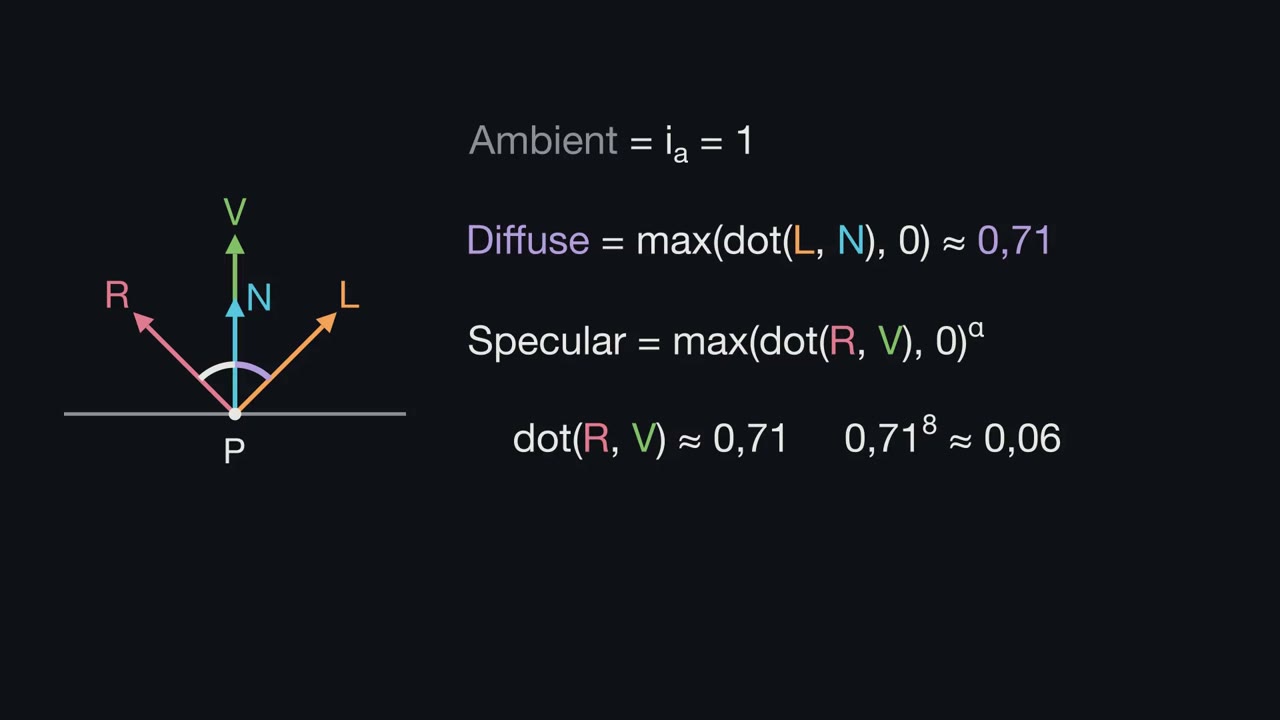 Ambient = iₐ = 1
V
Diffuse = max(dot(L, N), 0) ≈ 0,71
R N L
Specular = max(dot(R, V), 0)ᵅ
dot(R, V) ≈ 0,71 0,71⁸ ≈ 0,06
P